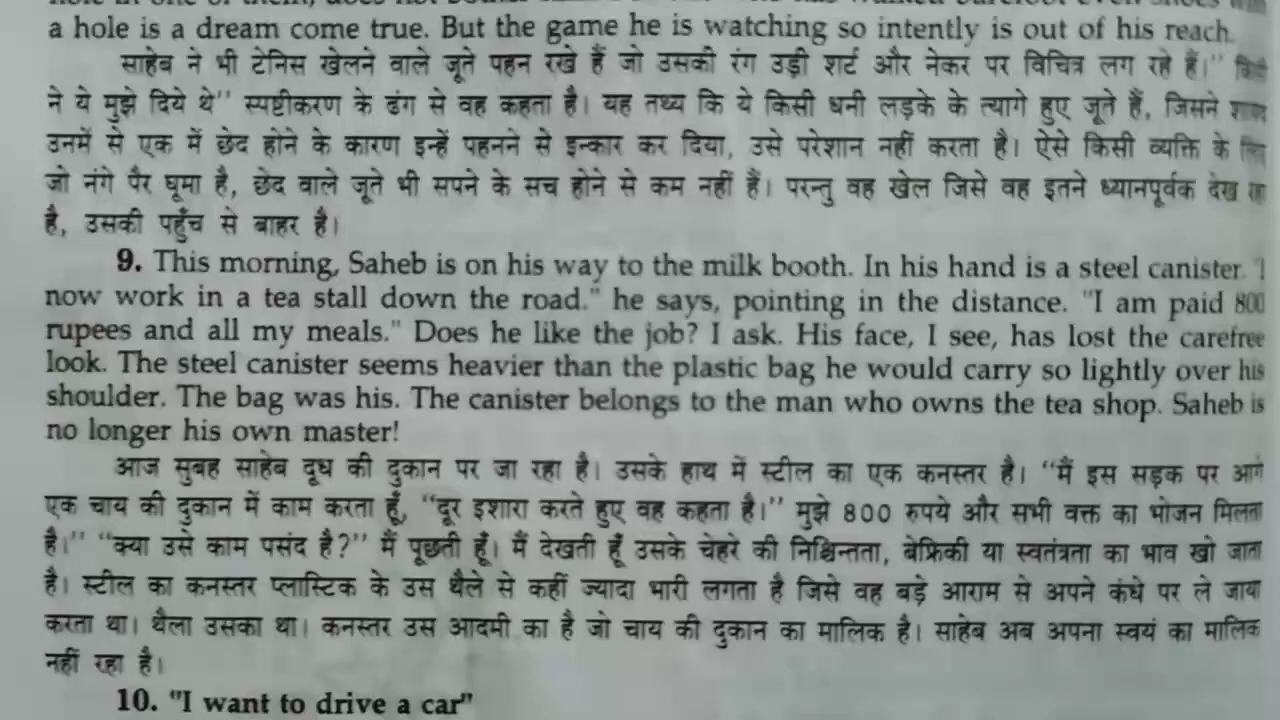 a hole is a dream come true. But the game he is watching so intently is out of his reach.
साहेब ने भी टेनिस खेलने वाले जूते पहन रखे हैं जो उसकी रंग उड़ी शर्ट और नेकर पर विचित्र लग रहे हैं।"
ने ये मुझे दिये थे" स्पष्टीकरण के ढंग से वह कहता है। यह तथ्य कि ये किसी धनी लड़के के त्यागे हुए जूते हैं, जिसने
उनमें से एक में छेद होने के कारण इन्हें पहनने से इन्कार कर दिया, उसे परेशान नहीं करता है। ऐसे किसी व्यक्ति के
जो नंगे पैर घूमा है, छेद वाले जूते भी सपने के सच होने से कम नहीं हैं। परन्तु वह खेल जिसे वह इतने ध्यानपूर्वक देख
है, उसकी पहुँच से बाहर है।
9. This morning, Saheb is on his way to the milk booth. In his hand is a steel canister. "I
now work in a tea stall down the road." he says, pointing in the distance. "I am paid 800
rupees and all my meals." Does he like the job? I ask. His face, I see, has lost the carefree
look. The steel canister seems heavier than the plastic bag he would carry so lightly over his
shoulder. The bag was his. The canister belongs to the man who owns the tea shop. Saheb is
no longer his own master!
आज सुबह साहेब दूध की दुकान पर जा रहा है। उसके हाथ में स्टील का एक कनस्तर है। "मैं इस सड़क पर आगे
एक चाय की दुकान में काम करता हूँ, "दूर इशारा करते हुए वह कहता है।" मुझे 800 रुपये और सभी वक्त का भोजन मिलता
है।" "क्या उसे काम पसंद है?" मैं पूछती हूँ। मैं देखती हूँ उसके चेहरे की निश्चिन्तता, बेफ्रिकी या स्वतंत्रता का भाव खो जाता
है। स्टील का कनस्तर प्लास्टिक के उस थैले से कहीं ज्यादा भारी लगता है जिसे वह बड़े आराम से अपने कंधे पर ले जाया
करता था। थैला उसका था। कनस्तर उस आदमी का है जो चाय की दुकान का मालिक है। साहेब अब अपना स्वयं का मालिक
नहीं रहा है।
10. "I want to drive a car"